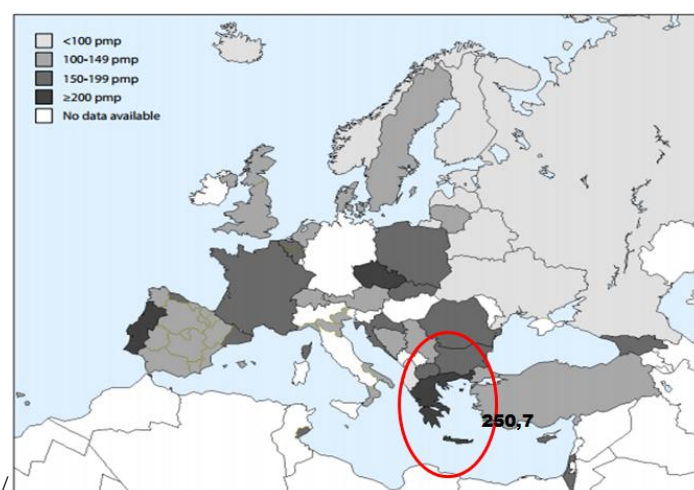 <100 pmp
100-149 pmp
150-199 pmp
≥200 pmp
No data available
250,7
/